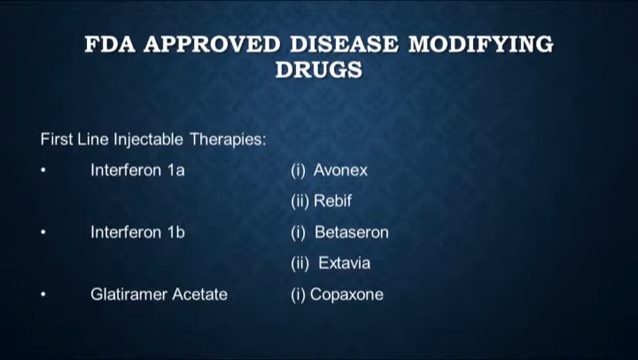 FDA APPROVED DISEASE MODIFYING
DRUGS
First Line Injectable Therapies:
• Interferon 1a (i) Avonex
(ii) Rebif
• Interferon 1b (i) Betaseron
(ii) Extavia
• Glatiramer Acetate (i) Copaxone